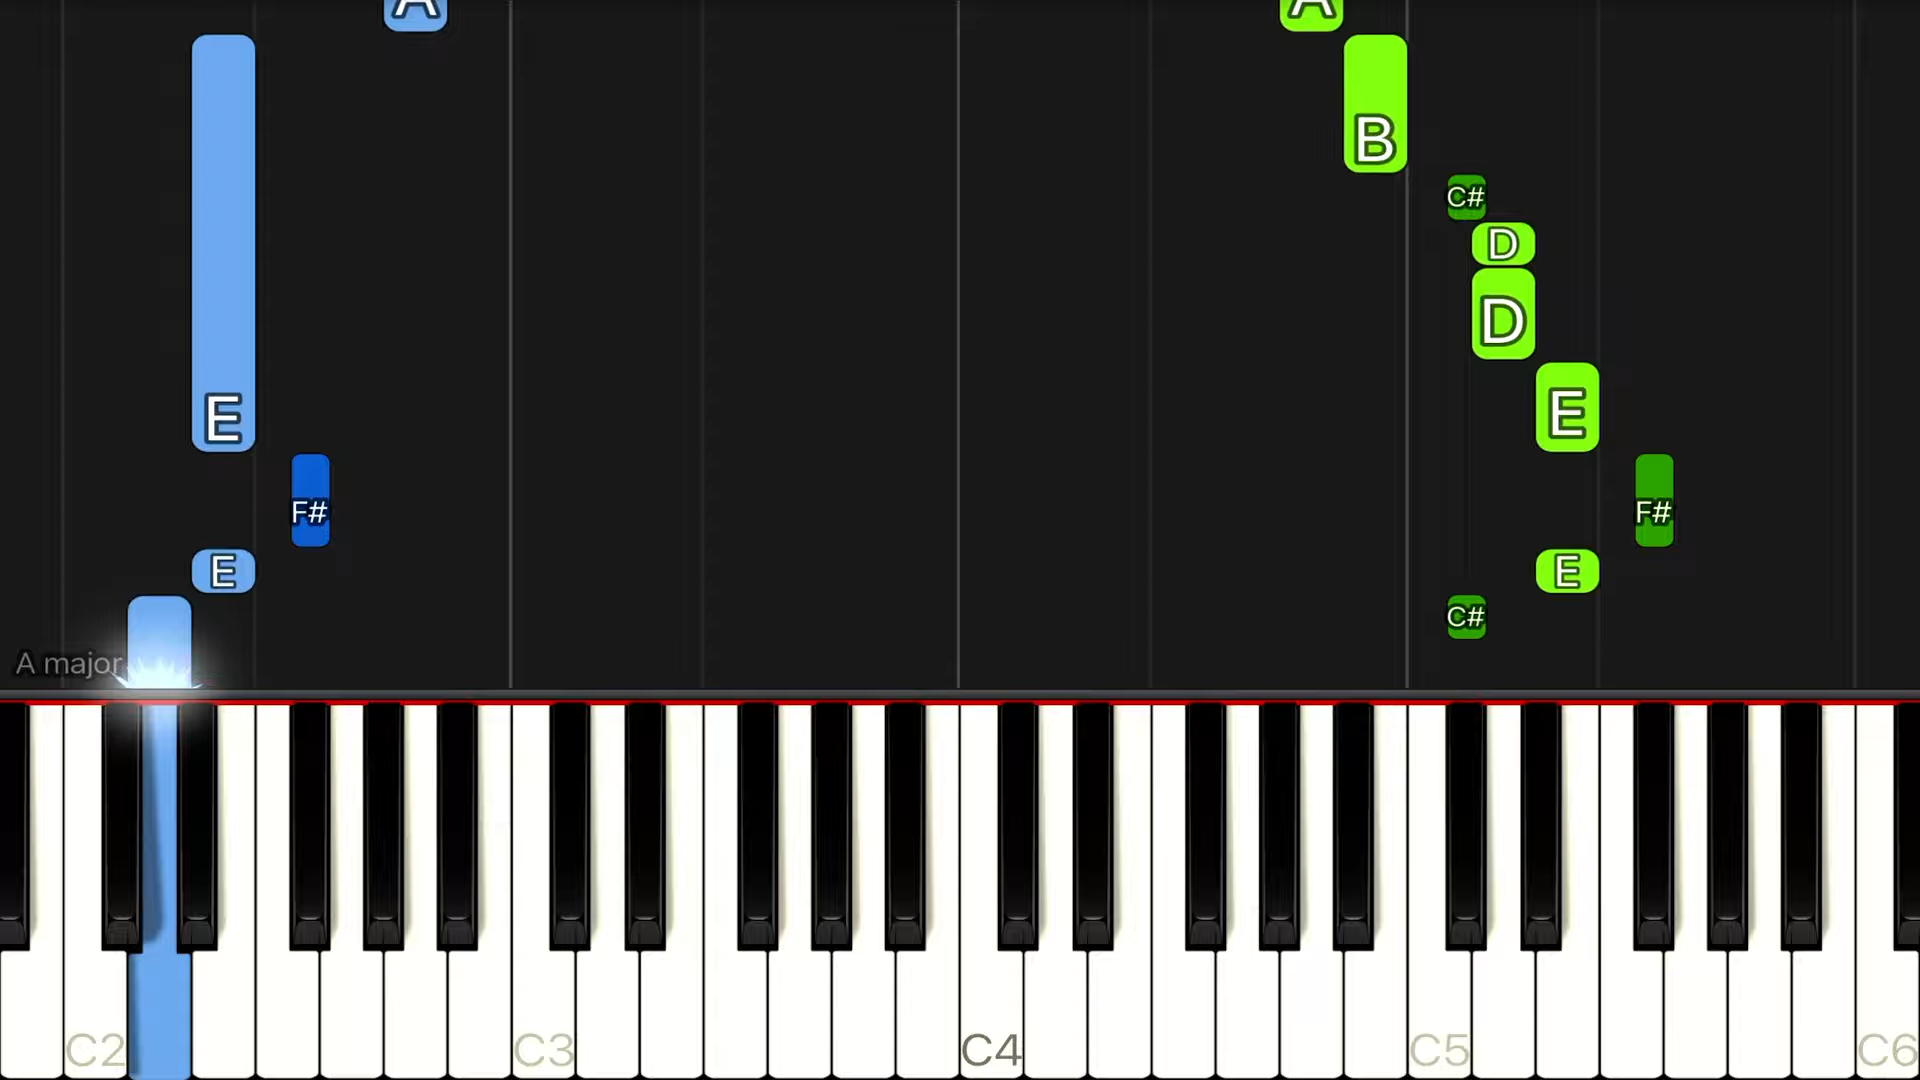 A A
B
C#
D
D
E E
F# F#
E E
C#
A major
C2 C3 C4 C5 C6